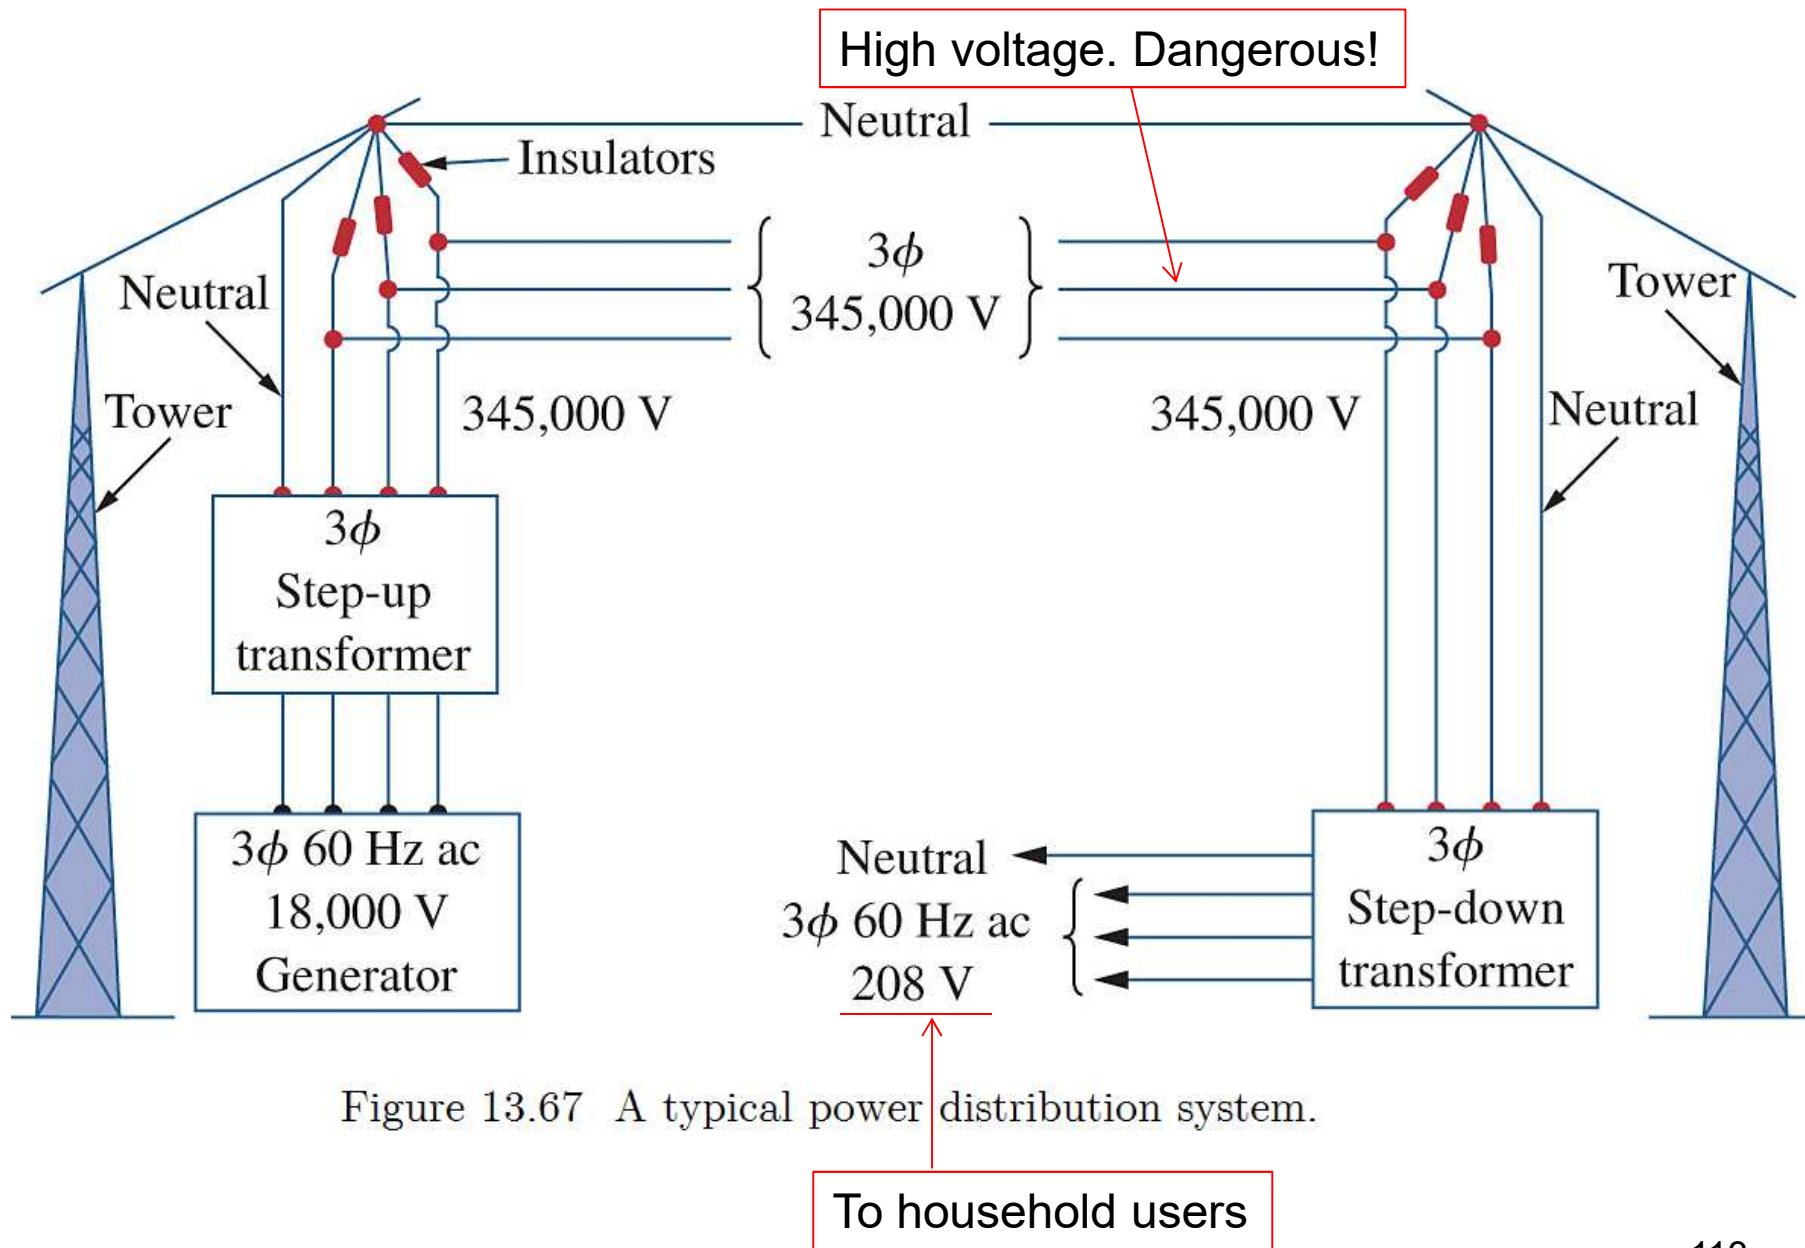 High voltage. Dangerous!
Neutral
Insulators
3ϕ
345,000 V
Neutral
Tower
345,000 V
3ϕ
Step-up
transformer
3ϕ 60 Hz ac
18,000 V
Generator
Tower
345,000 V
Neutral
3ϕ
Step-down
transformer
Neutral
3ϕ 60 Hz ac
208 V
Figure 13.67 A typical power distribution system.
To household users